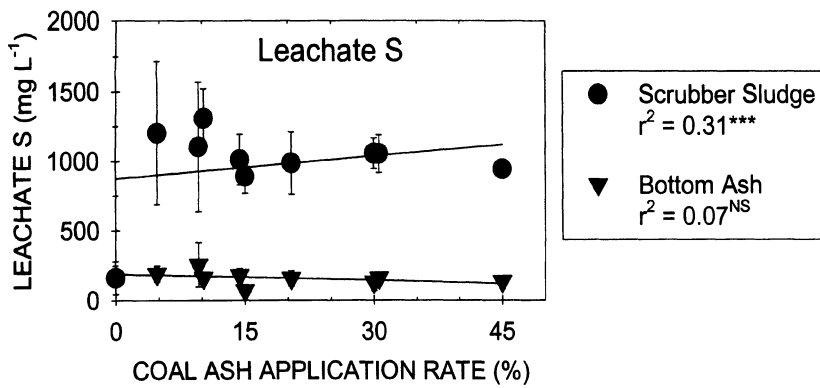 Leachate S
LEACHATE S (mg L⁻¹)
2000
1500
1000
500
0
0
15
30
45
COAL ASH APPLICATION RATE (%)
Scrubber Sludge
r² = 0.31***
Bottom Ash
r² = 0.07ᴺˢ